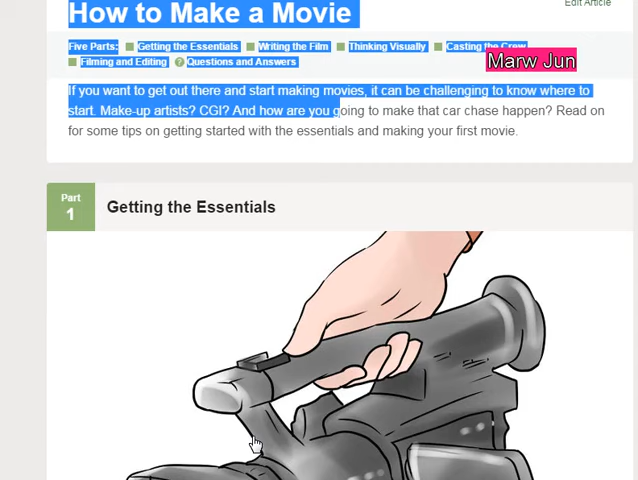 How to Make a Movie
Edit Article
Five Parts: Getting the Essentials Writing the Film Thinking Visually Casting the Crew
Marw Jun
Filming and Editing Questions and Answers
If you want to get out there and start making movies, it can be challenging to know where to
start. Make-up artists? CGI? And how are you going to make that car chase happen? Read on
for some tips on getting started with the essentials and making your first movie.
Part
1
Getting the Essentials